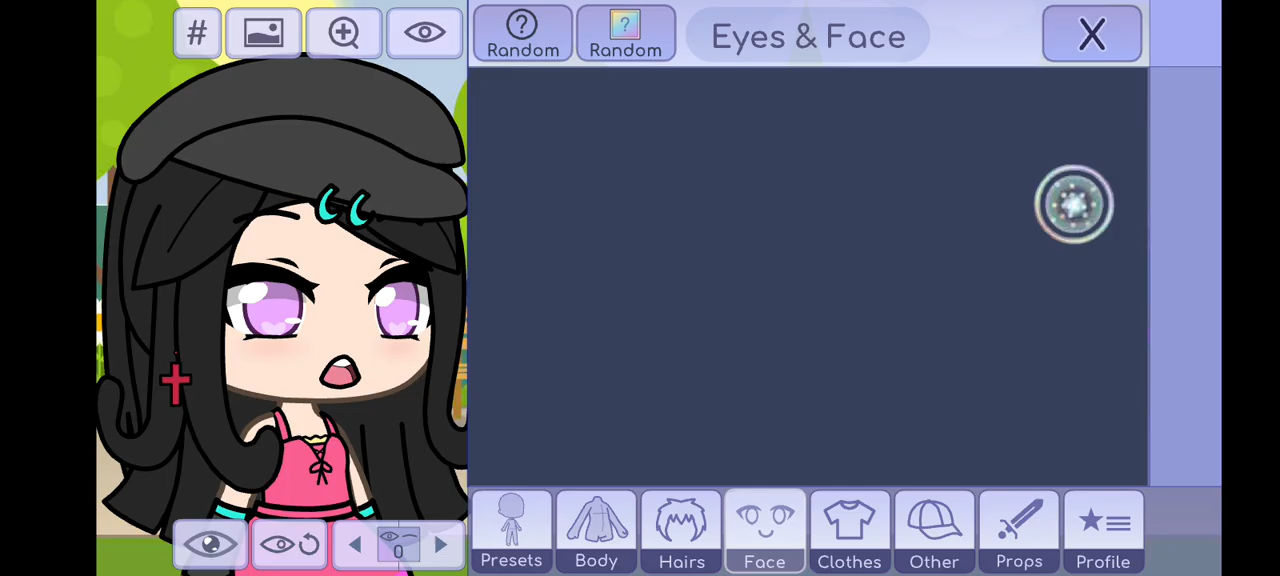 #
?
Random
?
Random
Eyes & Face
X
0
Presets
Body
Hairs
Face
Clothes
Other
Props
Profile